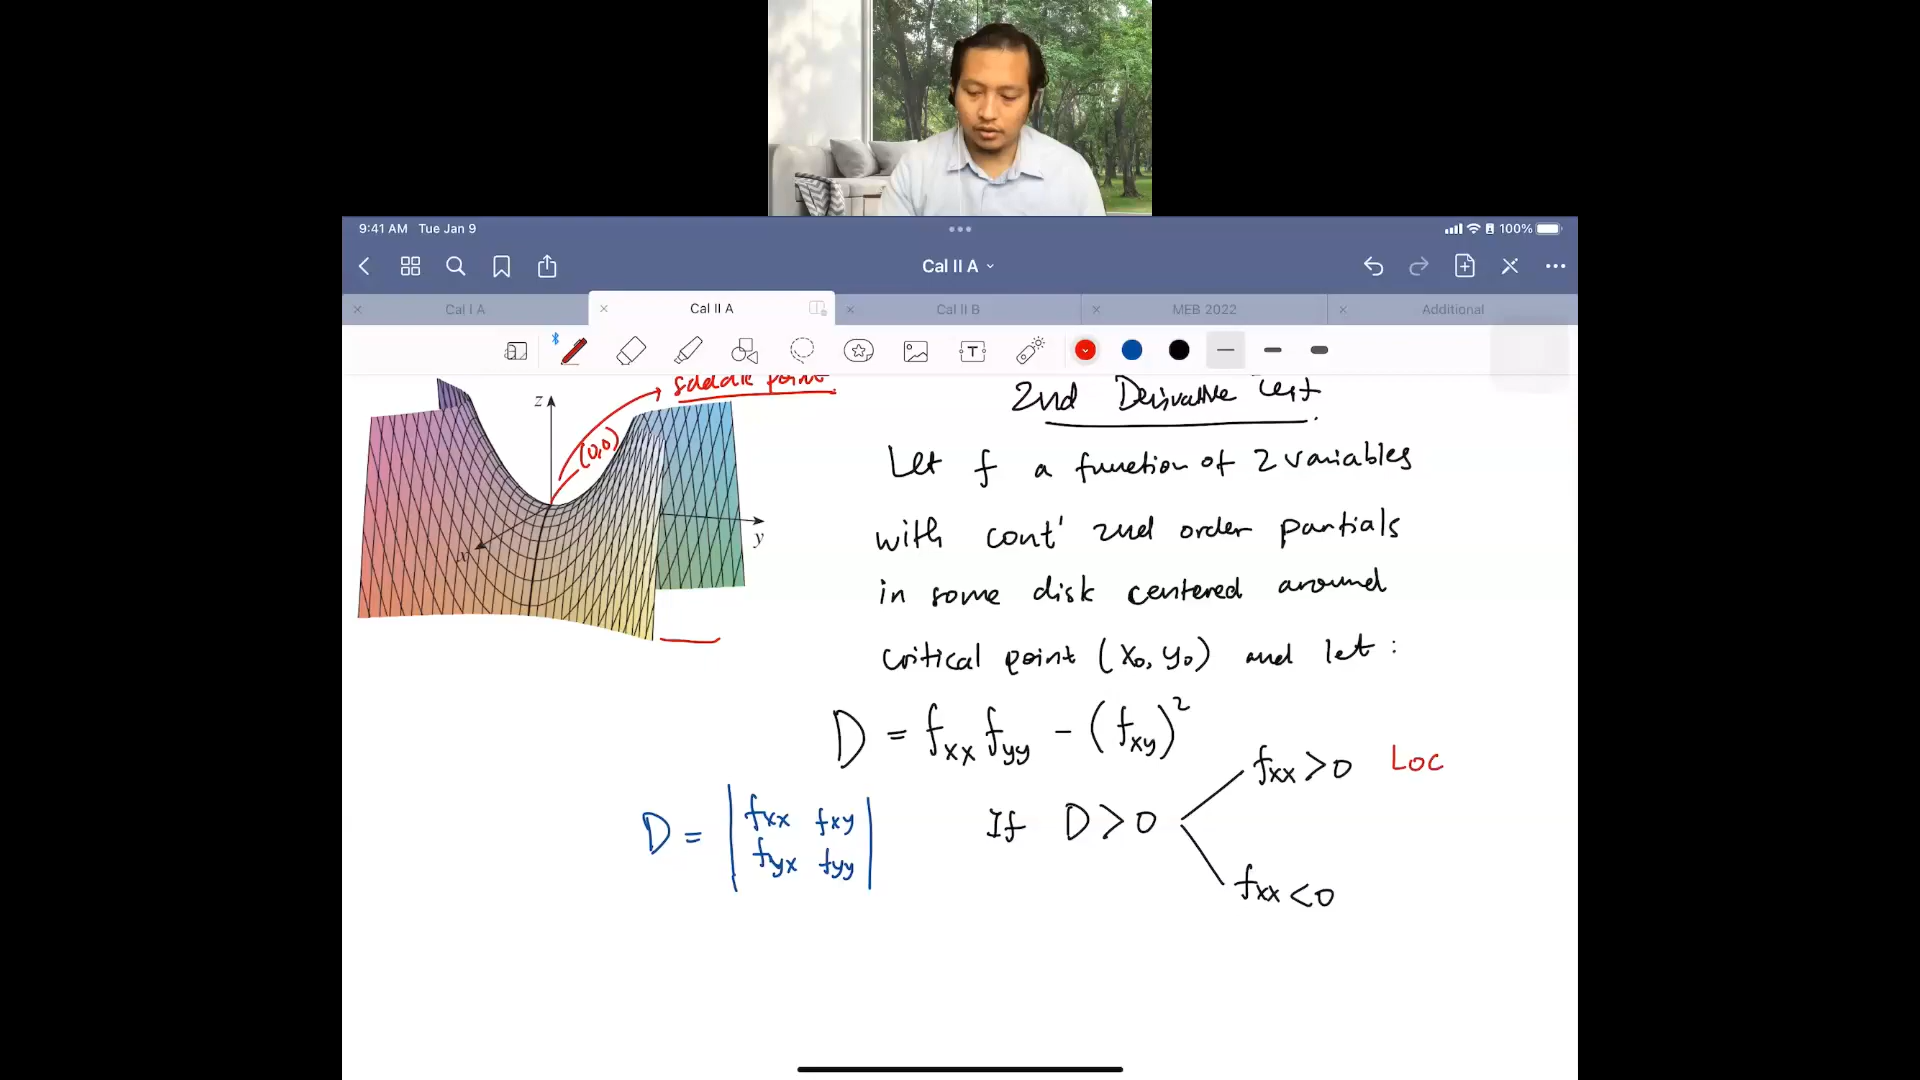 9:41 AM Tue Jan 9
100%
Cal II A
Cal I A
Cal II A
Cal II B
MEB 2022
Additional
T
saddle point
z
(0,0)
y
x
2nd Derivative Test
Let f a function of 2 variables
with cont' 2nd order partials
in some disk centered around
critical point (x₀, y₀) and let :
D = fxx fyy - (fxy)²
D = | fxx fxy |
| fyx fyy |
If D > 0
fxx > 0 Loc
fxx < 0